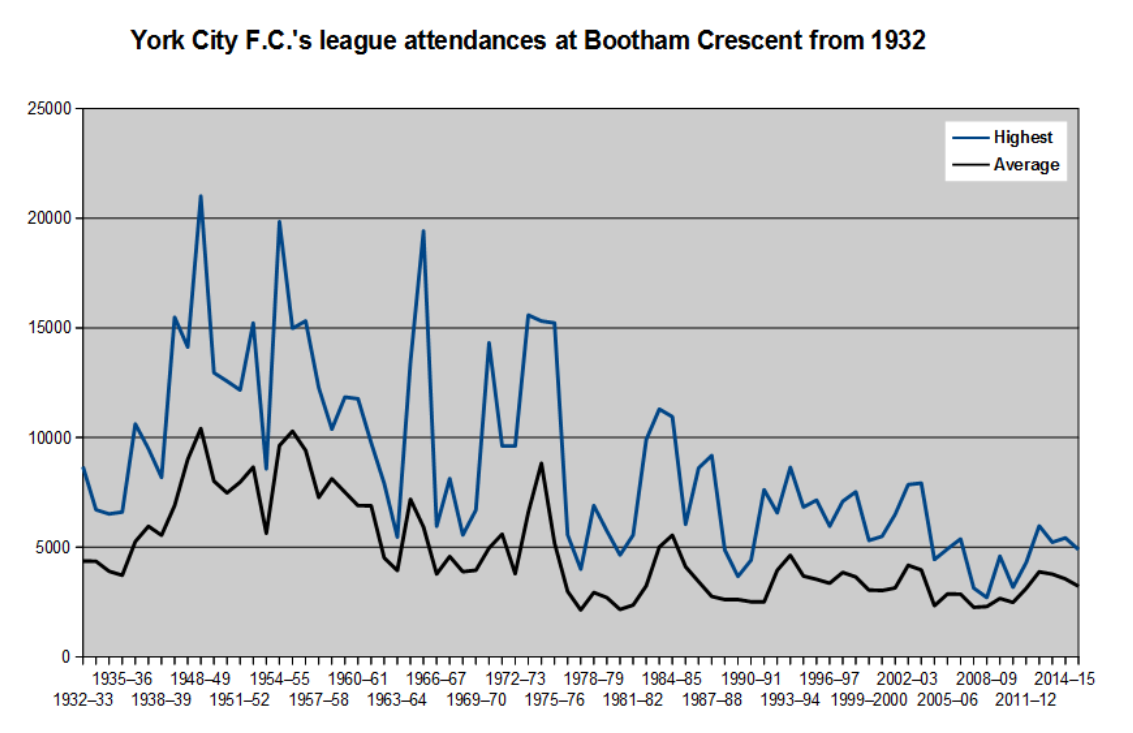 York City F.C.'s league attendances at Bootham Crescent from 1932
25000
Highest
Average
20000
15000
10000
5000
0
1935–36 1948–49 1954–55 1960–61 1966–67 1972–73 1978–79 1984–85 1990–91 1996–97 2002–03 2008–09 2014–15
1932–33 1938–39 1951–52 1957–58 1963–64 1969–70 1975–76 1981–82 1987–88 1993–94 1999–2000 2005–06 2011–12